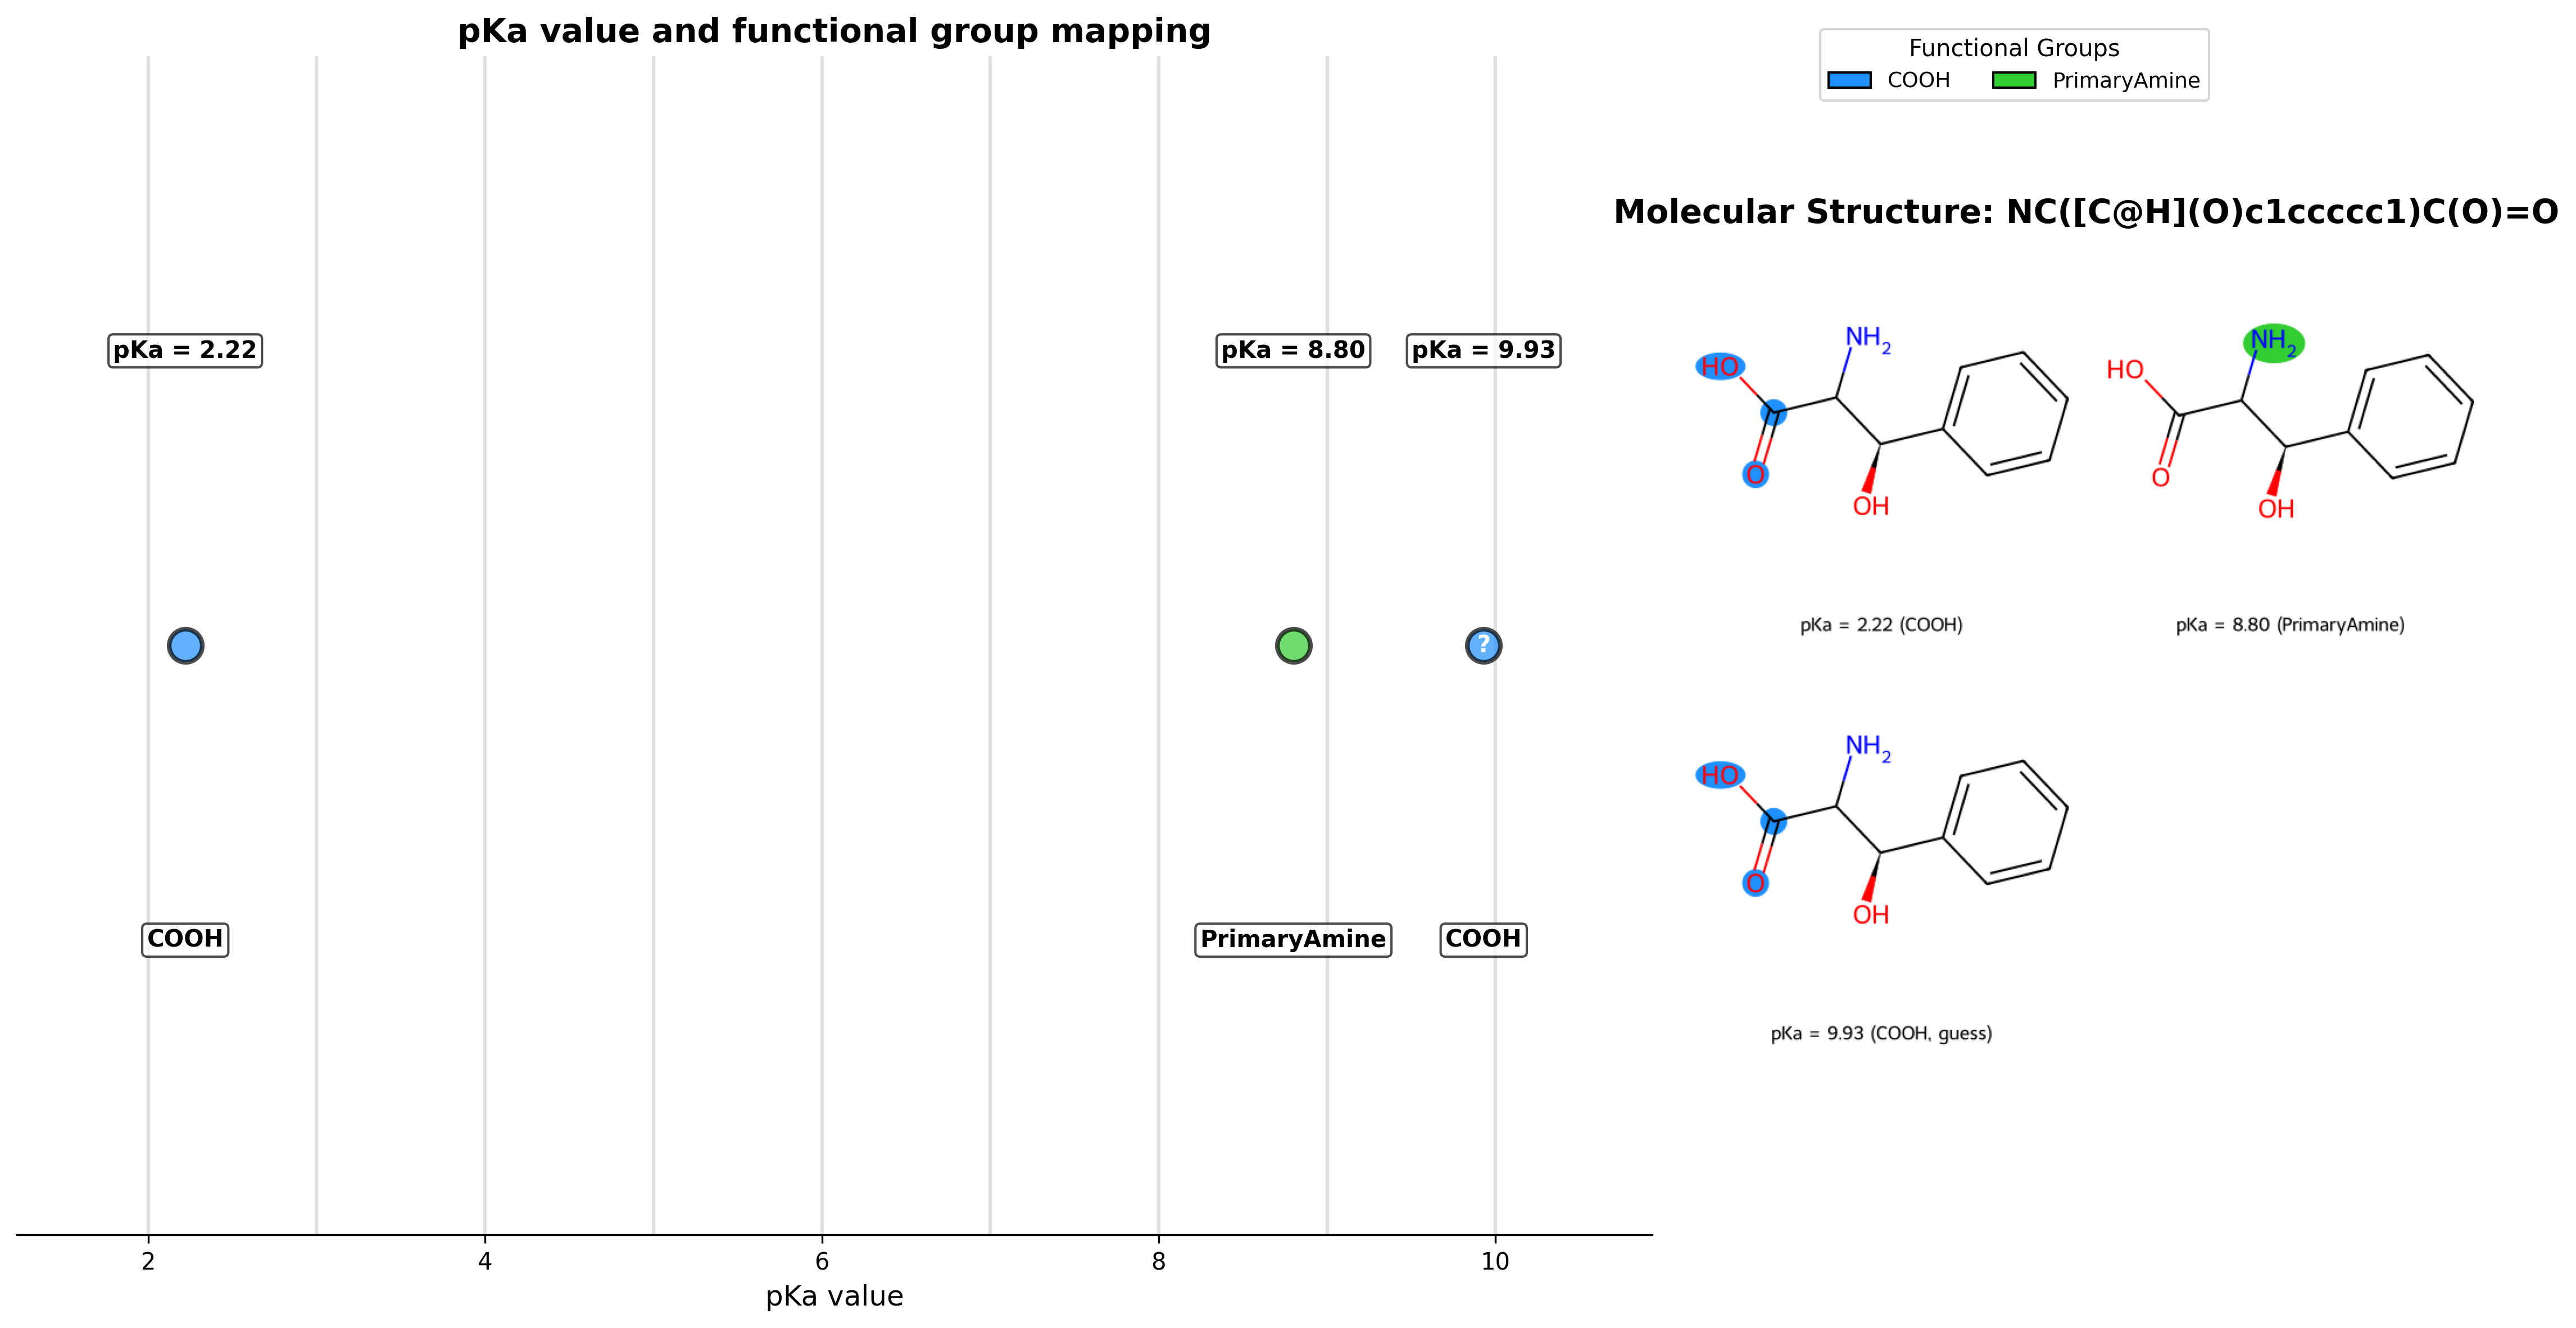 pKa value and functional group mapping
Functional Groups
COOH PrimaryAmine
Molecular Structure: NC([C@H](O)c1ccccc1)C(O)=O
pKa = 2.22
pKa = 8.80
pKa = 9.93
?
COOH
PrimaryAmine
COOH
2 4 6 8 10
pKa value
NH2
HO
O
OH
pKa = 2.22 (COOH)
NH2
HO
O
OH
pKa = 8.80 (PrimaryAmine)
NH2
HO
O
OH
pKa = 9.93 (COOH, guess)